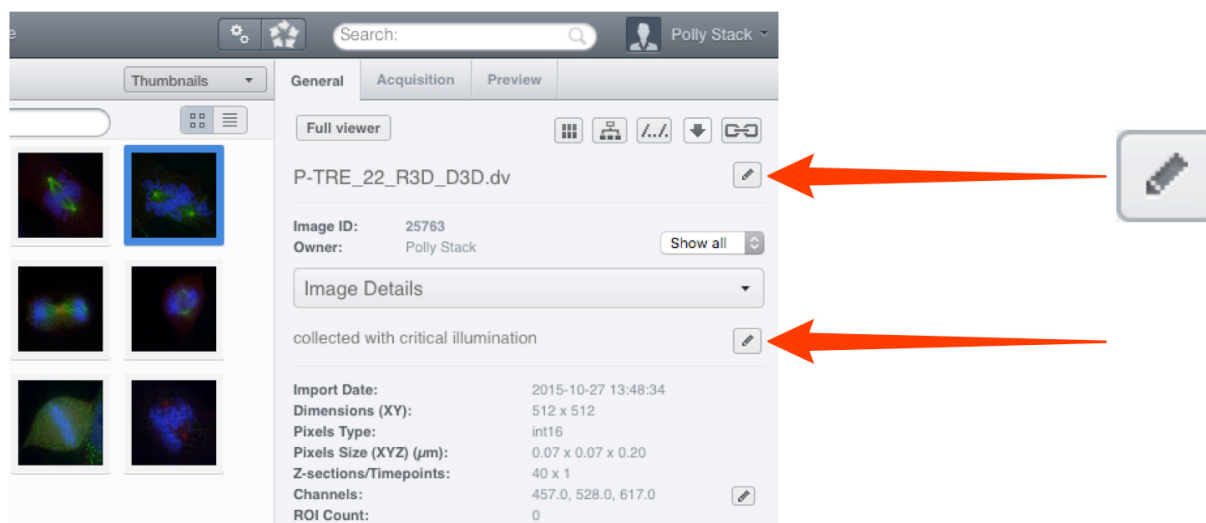 e
Search:
Polly Stack
Thumbnails
General
Acquisition
Preview
Full viewer
/../.
P-TRE_22_R3D_D3D.dv
Image ID: 25763
Owner: Polly Stack
Show all
Image Details
collected with critical illumination
Import Date: 2015-10-27 13:48:34
Dimensions (XY): 512 x 512
Pixels Type: int16
Pixels Size (XYZ) (µm): 0.07 x 0.07 x 0.20
Z-sections/Timepoints: 40 x 1
Channels: 457.0, 528.0, 617.0
ROI Count: 0